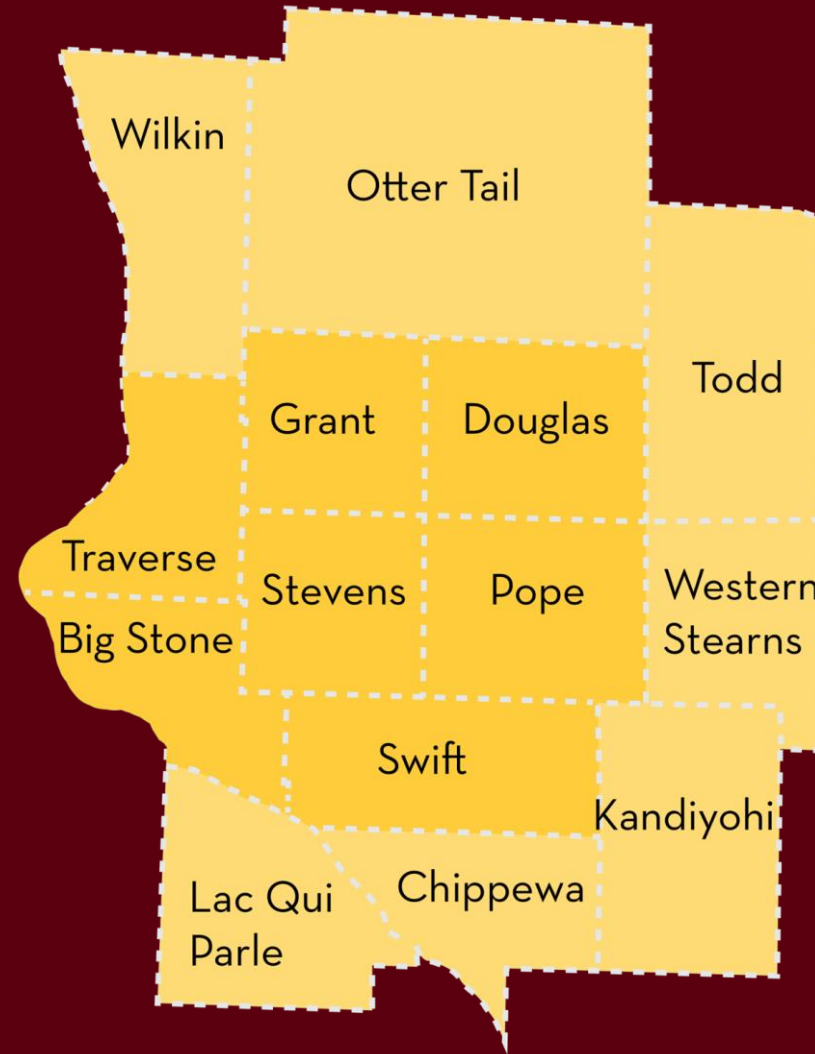 Wilkin
Otter Tail
Todd
Grant
Douglas
Traverse
Stevens
Pope
Western
Stearns
Big Stone
Swift
Kandiyohi
Chippewa
Lac Qui
Parle